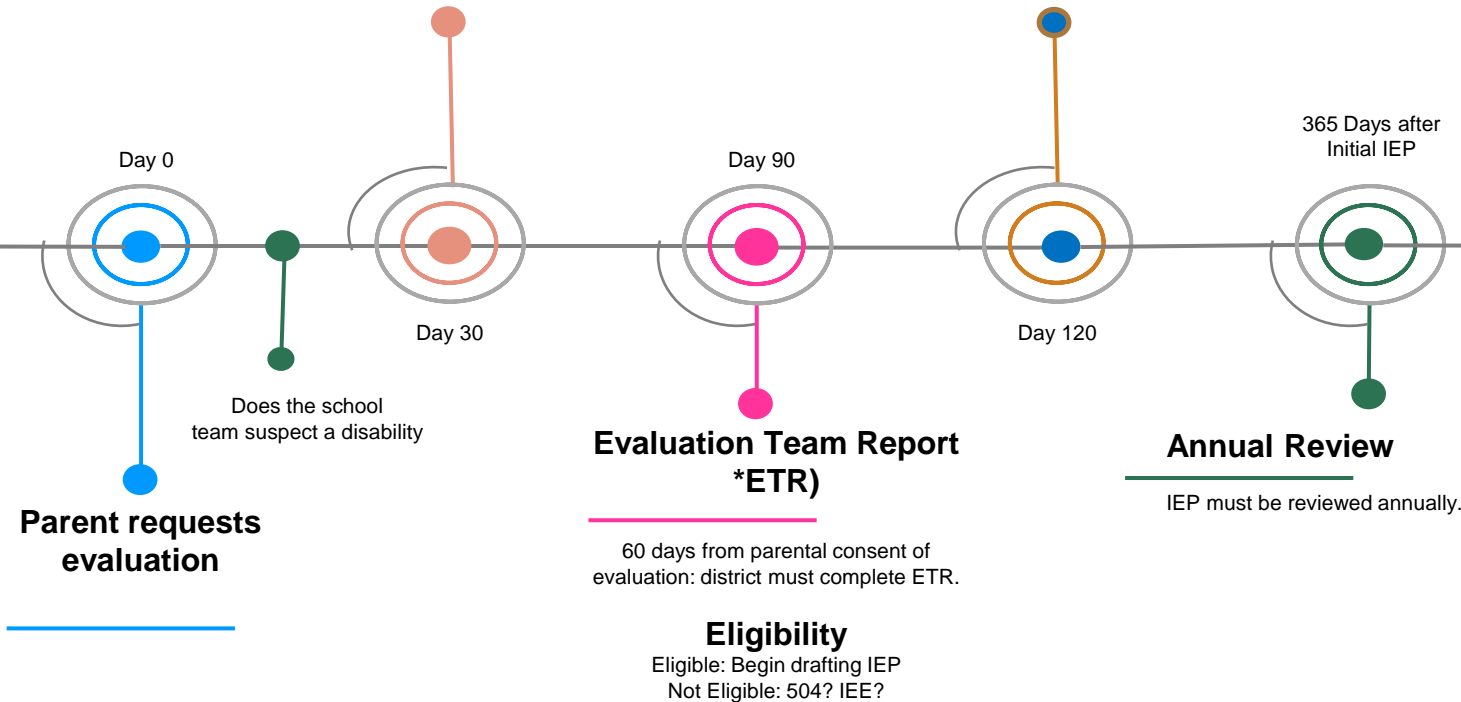 Day 0
Parent requests
evaluation
Does the school
team suspect a disability
Day 30
Day 90
Evaluation Team Report
*ETR)
60 days from parental consent of
evaluation: district must complete ETR.
Eligibility
Eligible: Begin drafting IEP
Not Eligible: 504? IEE?
Day 120
365 Days after
Initial IEP
Annual Review
IEP must be reviewed annually.